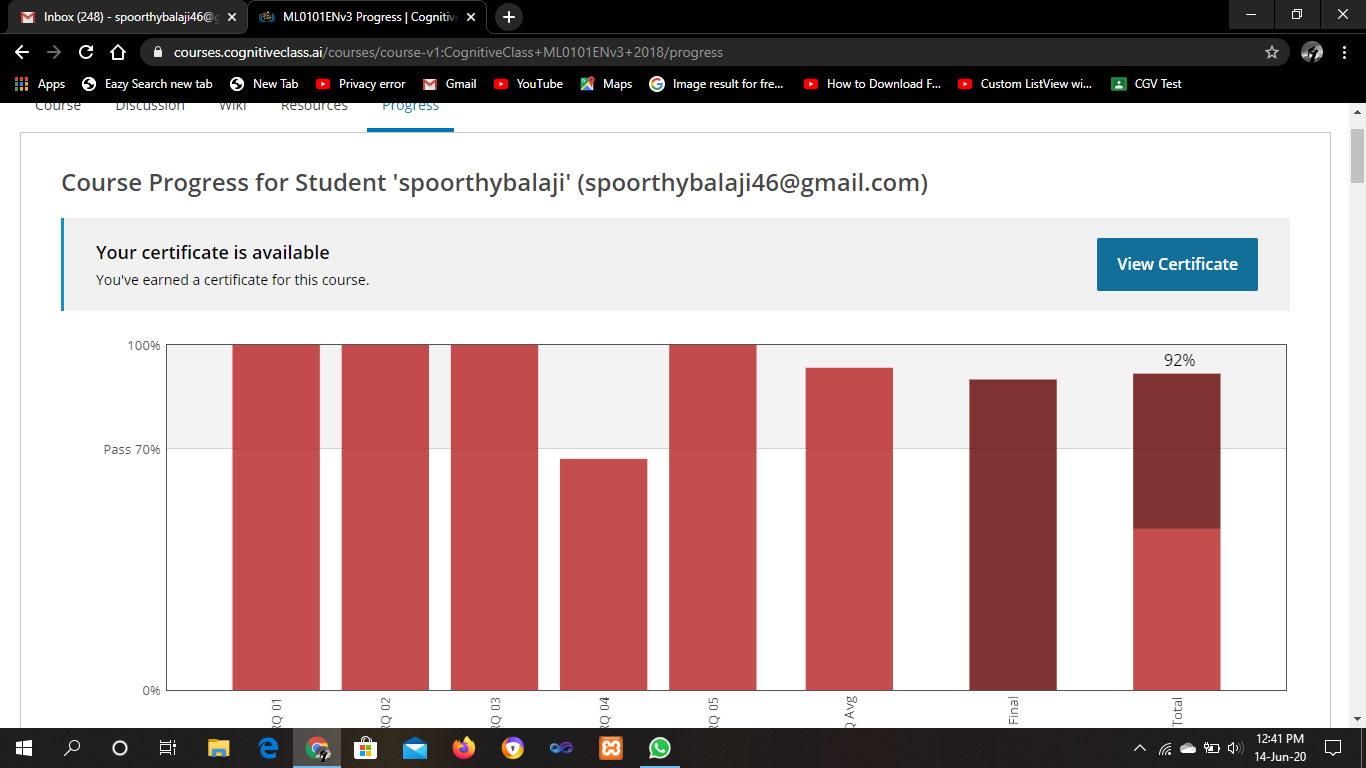 Inbox (248) - spoorthybalaji46@g
ML0101ENv3 Progress | Cognitive
courses.cognitiveclass.ai/courses/course-v1:CognitiveClass+ML0101ENv3+2018/progress
Apps Eazy Search new tab New Tab Privacy error Gmail YouTube Maps Image result for fre... How to Download F... Custom ListView wi... CGV Test
Course Discussion Wiki Resources Progress
Course Progress for Student 'spoorthybalaji' (spoorthybalaji46@gmail.com)
Your certificate is available
You've earned a certificate for this course.
View Certificate
100%
92%
Pass 70%
0%
RQ 01
RQ 02
RQ 03
RQ 04
RQ 05
Q Avg
Final
Total
12:41 PM
14-Jun-20